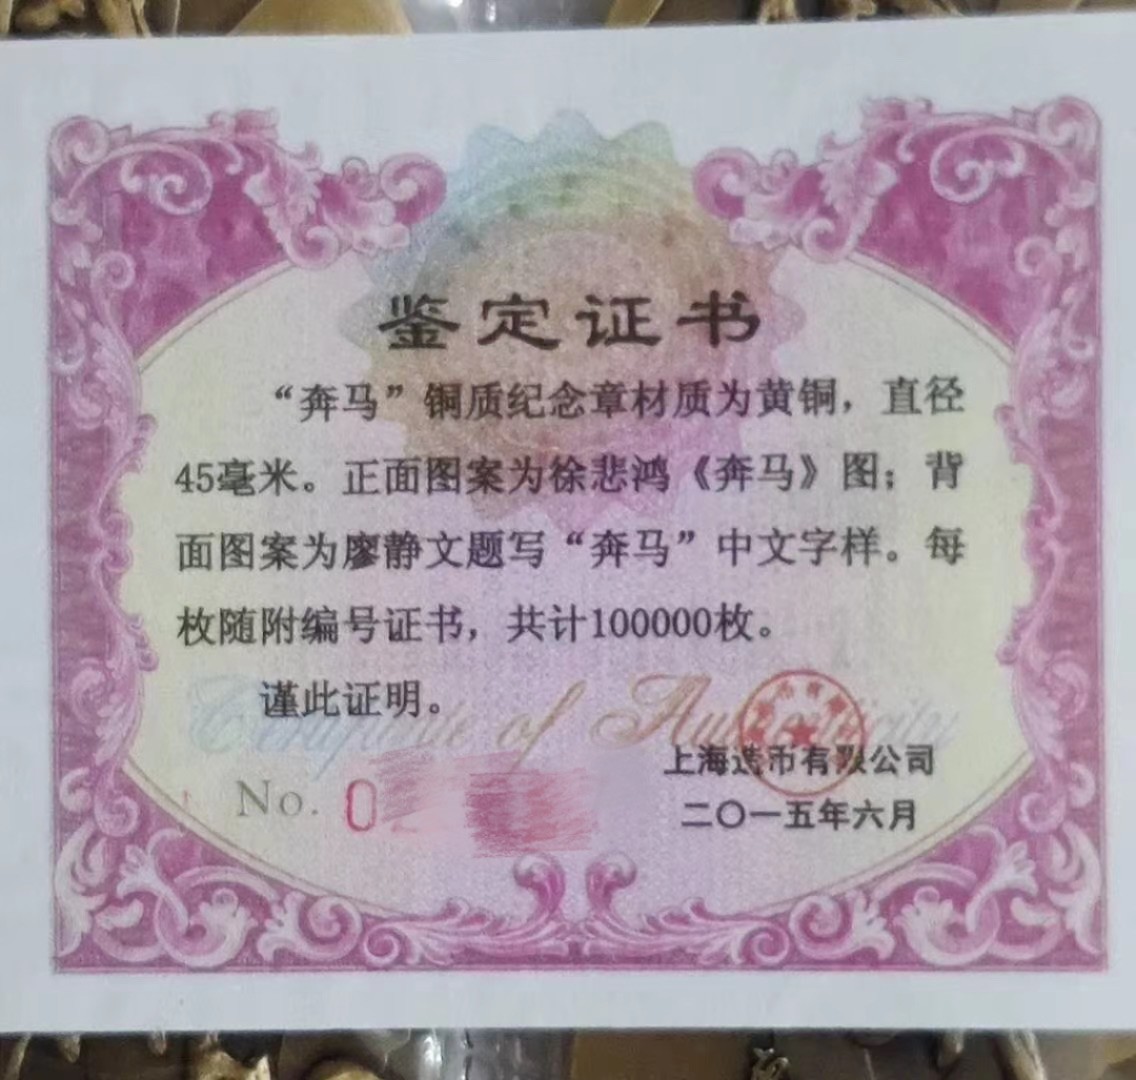 鉴定证书
“奔马”铜质纪念章材质为黄铜，直径
45毫米。正面图案为徐悲鸿《奔马》图；背
面图案为廖静文题写“奔马”中文字样。每
枚随附编号证书，共计100000枚。
谨此证明。
Certificate of Authenticity
上海造币有限公司
No. 0
二〇一五年六月